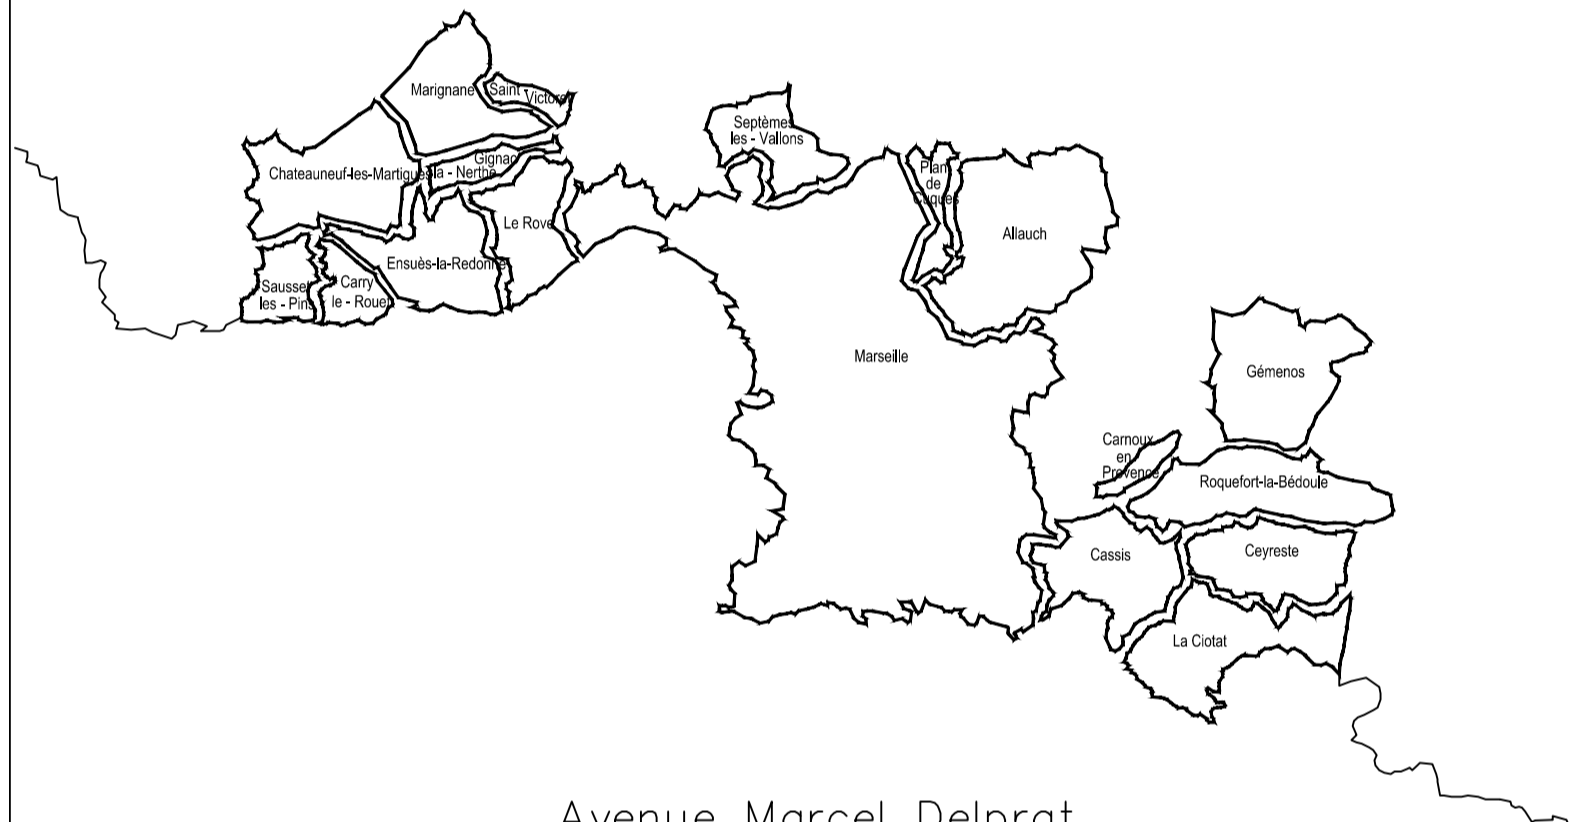 Marignane
Saint -
Victoret
Septèmes
les - Vallons
Gignac
la - Nerthe
Chateauneuf-les-Martigues
Plan
de
Cuques
Le Rove
Allauch
Ensuès-la-Redonne
Sausset
les - Pins
Carry
le - Rouet
Marseille
Gémenos
Carnoux
en
Provence
Roquefort-la-Bédoule
Cassis
Ceyreste
La Ciotat
Avenue Marcel Delprat